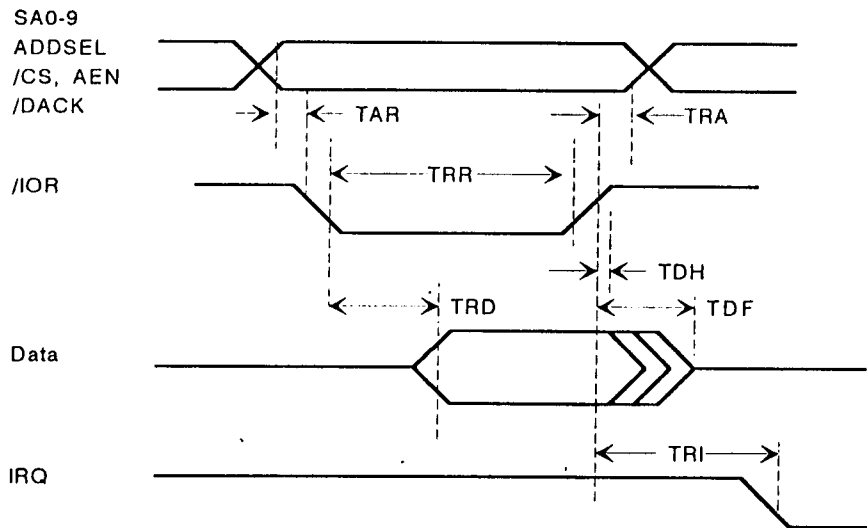 SA0-9
ADDSEL
/CS, AEN
/DACK
TAR
TRA
/IOR
TRR
TDH
TRD
TDF
Data
TRI
IRQ